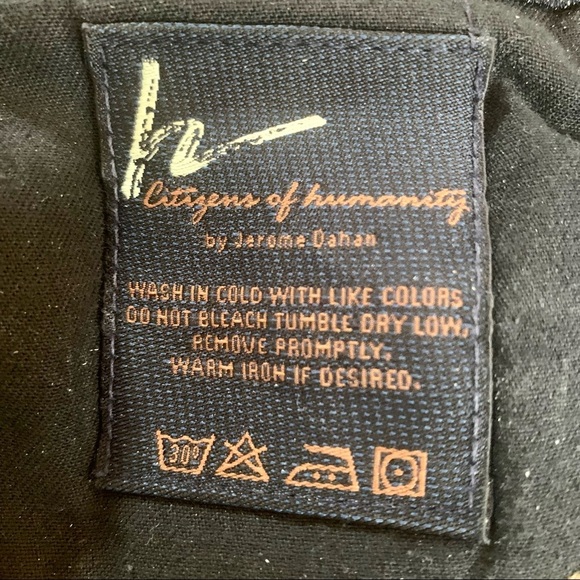 h
Citizens of humanity
by Jerome Dahan
WASH IN COLD WITH LIKE COLORS
DO NOT BLEACH TUMBLE DRY LOW,
REMOVE PROMPTLY,
WARM IRON IF DESIRED.
30°